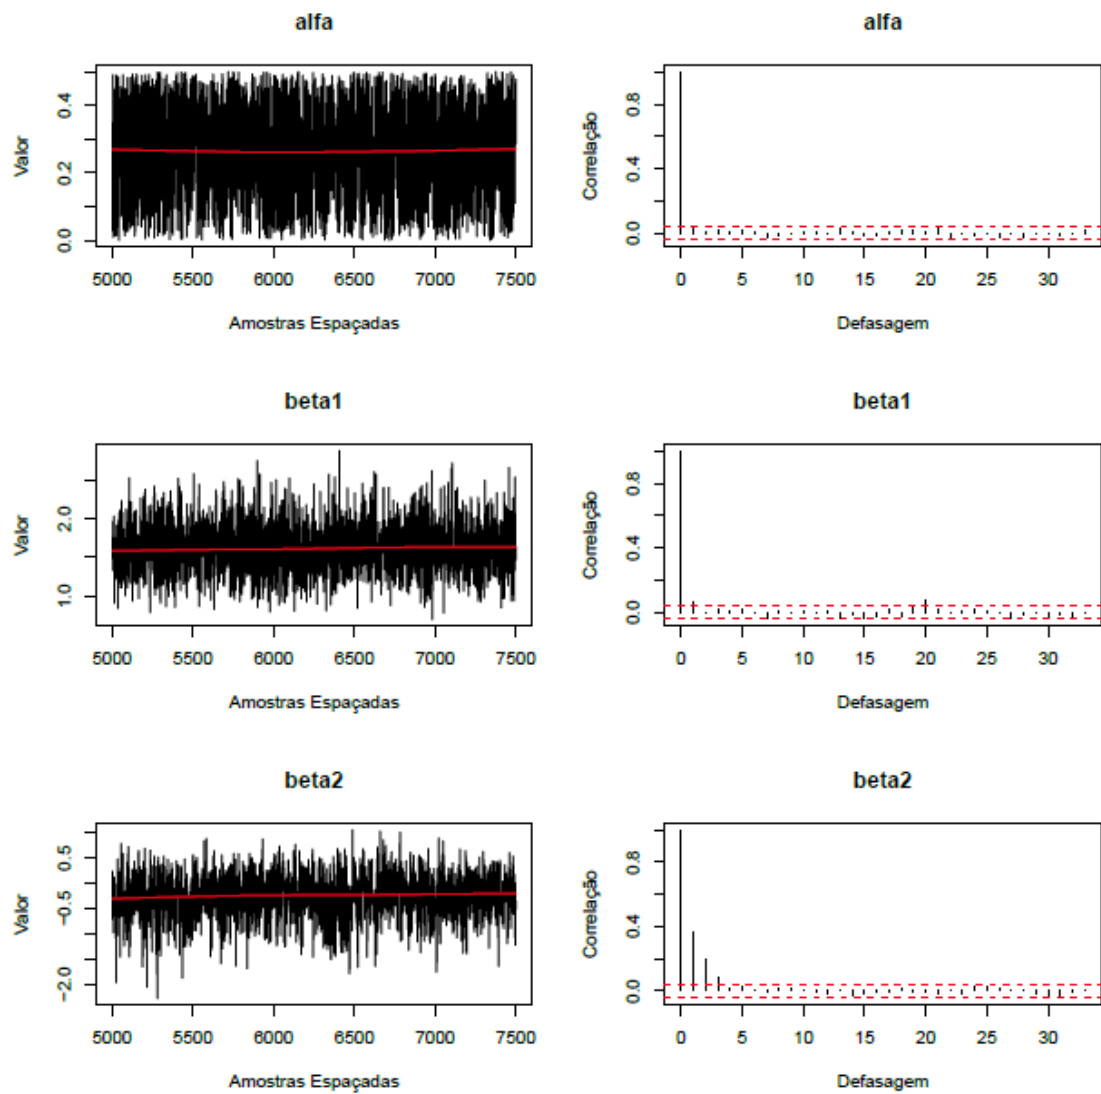 alfa
Valor
0.0 0.2 0.4
5000 5500 6000 6500 7000 7500
Amostras Espaçadas
alfa
Correlação
0.0 0.4 0.8
0 5 10 15 20 25 30
Defasagem
beta1
Valor
1.0 2.0
5000 5500 6000 6500 7000 7500
Amostras Espaçadas
beta1
Correlação
0.0 0.4 0.8
0 5 10 15 20 25 30
Defasagem
beta2
Valor
−2.0 −0.5 0.5
5000 5500 6000 6500 7000 7500
Amostras Espaçadas
beta2
Correlação
0.0 0.4 0.8
0 5 10 15 20 25 30
Defasagem